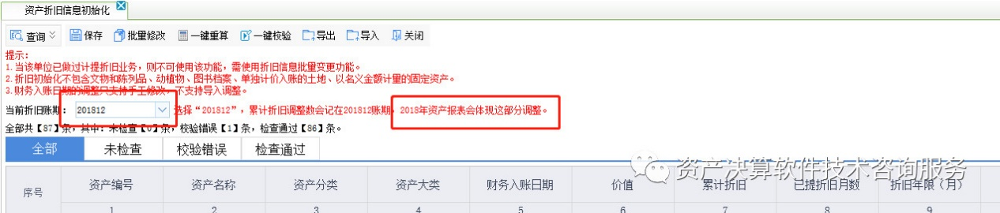 资产折旧信息初始化
查询 保存 批量修改 一键重算 一键校验 导出 导入 关闭
提示:
1.当该单位已做过计提折旧业务，则不可使用该功能，需使用折旧信息批量变更功能。
2.折旧初始化不包含文物和陈列品、动植物、图书档案、单独计价入账的土地、以名义金额计量的固定资产。
3.财务入账日期的调整只支持手工修改，不支持导入调整。
当前折旧账期： 201812 选择“201812”，累计折旧调整数会记在201812账期，2018年资产报表会体现这部分调整。
全部共【87】条，其中：未检查【0】条，校验错误【1】条，检查通过【86】条。
全部 未检查 校验错误 检查通过
资产决算软件技术咨询服务
序号 资产编号 资产名称 资产分类 资产大类 财务入账日期 价值 累计折旧 已提折旧月数 折旧年限（月）
1 2 3 4 5 6 7 8 9